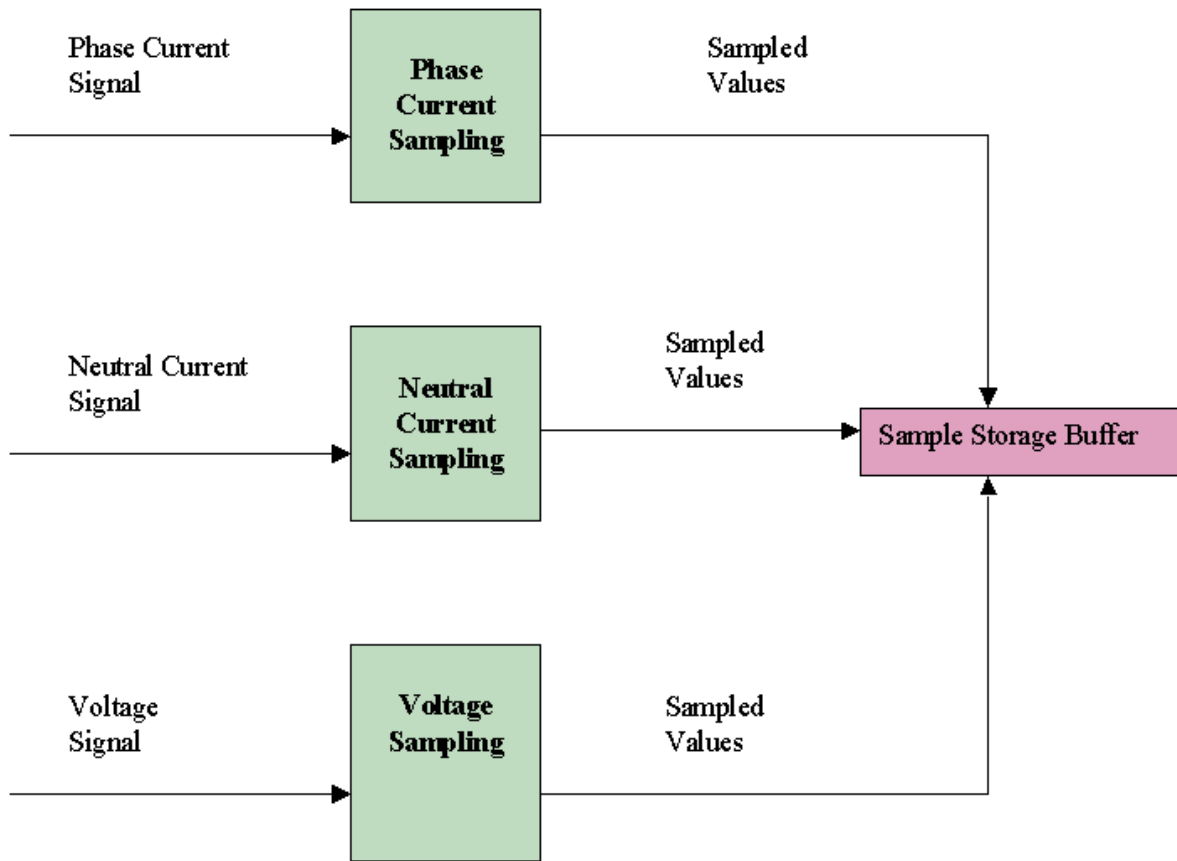 Phase Current
Signal
Phase
Current
Sampling
Sampled
Values
Neutral Current
Signal
Neutral
Current
Sampling
Sampled
Values
Sample Storage Buffer
Voltage
Signal
Voltage
Sampling
Sampled
Values